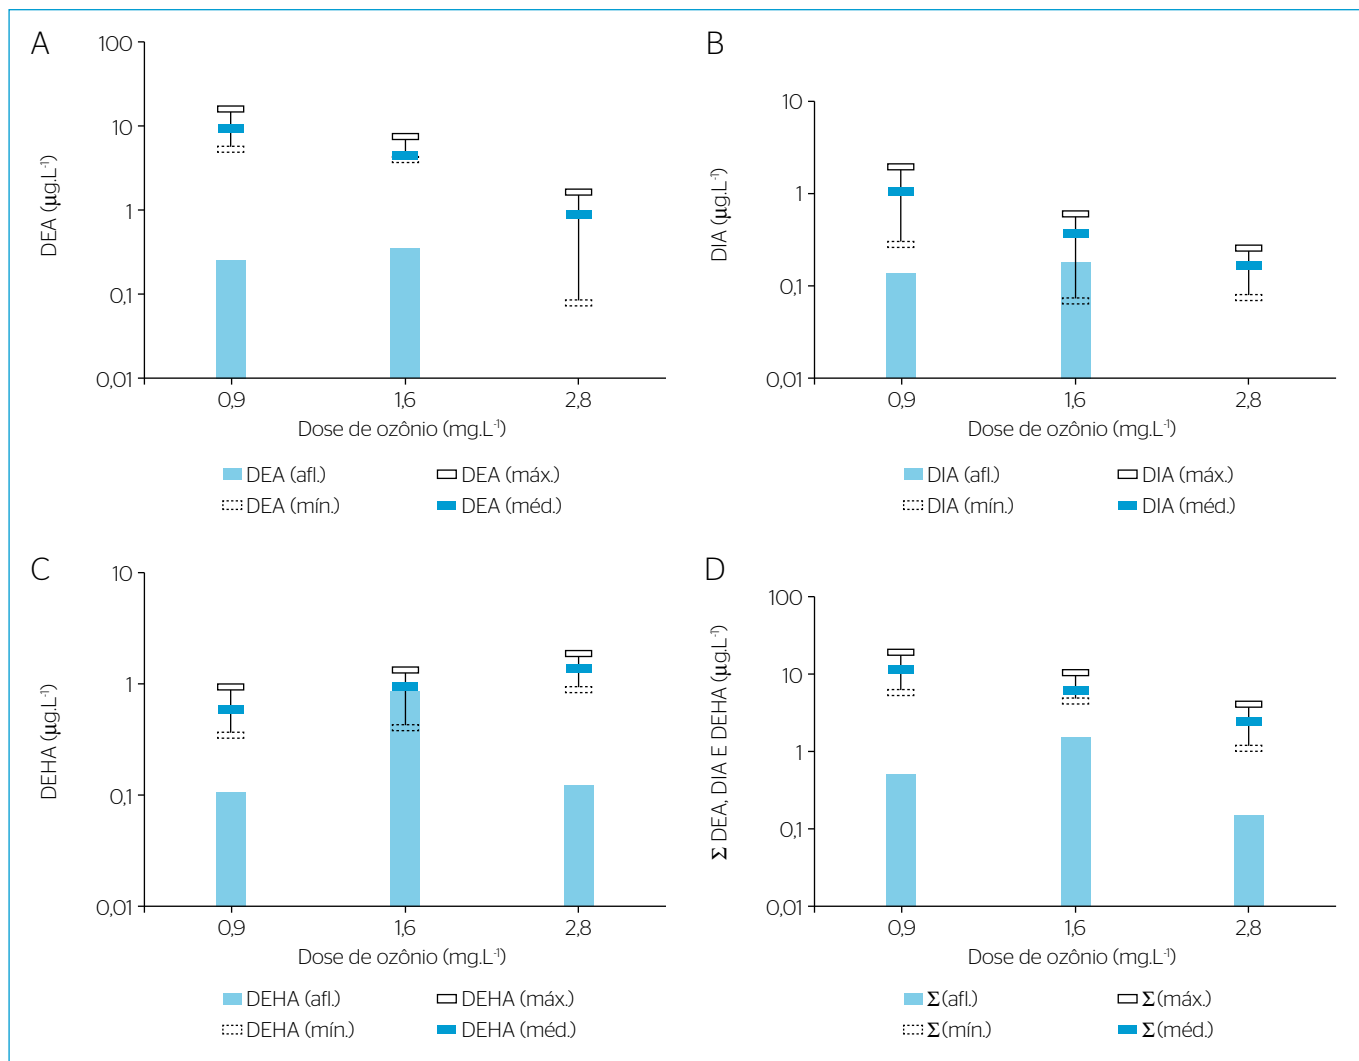 A
DEA (µg.L⁻¹)
100
10
1
0,1
0,01
0,9 1,6 2,8
Dose de ozônio (mg.L⁻¹)
DEA (afl.) DEA (máx.)
DEA (mín.) DEA (méd.)
B
DIA (µg.L⁻¹)
10
1
0,1
0,01
0,9 1,6 2,8
Dose de ozônio (mg.L⁻¹)
DIA (afl.) DIA (máx.)
DIA (mín.) DIA (méd.)
C
DEHA (µg.L⁻¹)
10
1
0,1
0,01
0,9 1,6 2,8
Dose de ozônio (mg.L⁻¹)
DEHA (afl.) DEHA (máx.)
DEHA (mín.) DEHA (méd.)
D
Σ DEA, DIA E DEHA (µg.L⁻¹)
100
10
1
0,1
0,01
0,9 1,6 2,8
Dose de ozônio (mg.L⁻¹)
Σ(afl.) Σ(máx.)
Σ(mín.) Σ(méd.)